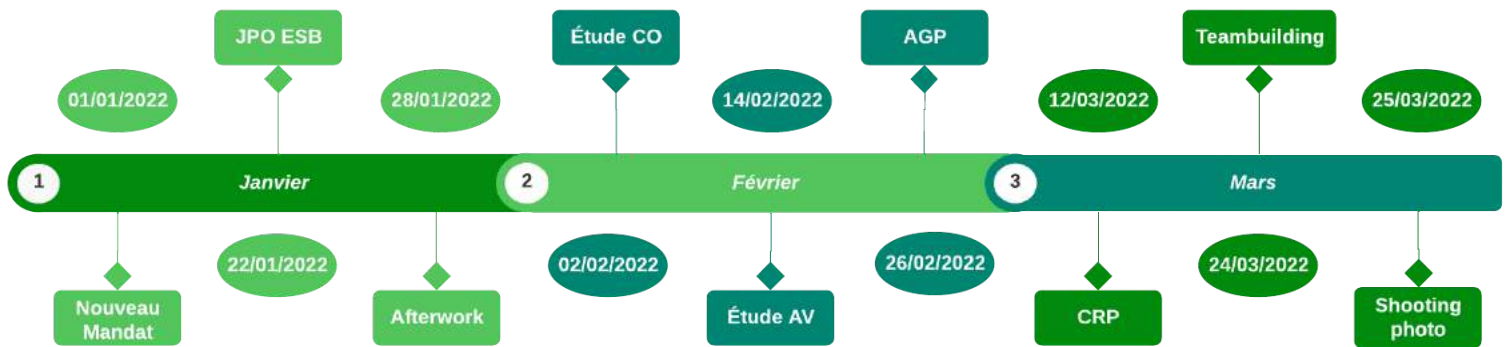 JPO ESB
Étude CO
AGP
Teambuilding
01/01/2022
28/01/2022
14/02/2022
12/03/2022
25/03/2022
1
Janvier
2
Février
3
Mars
22/01/2022
02/02/2022
26/02/2022
24/03/2022
Nouveau
Mandat
Afterwork
Étude AV
CRP
Shooting
photo